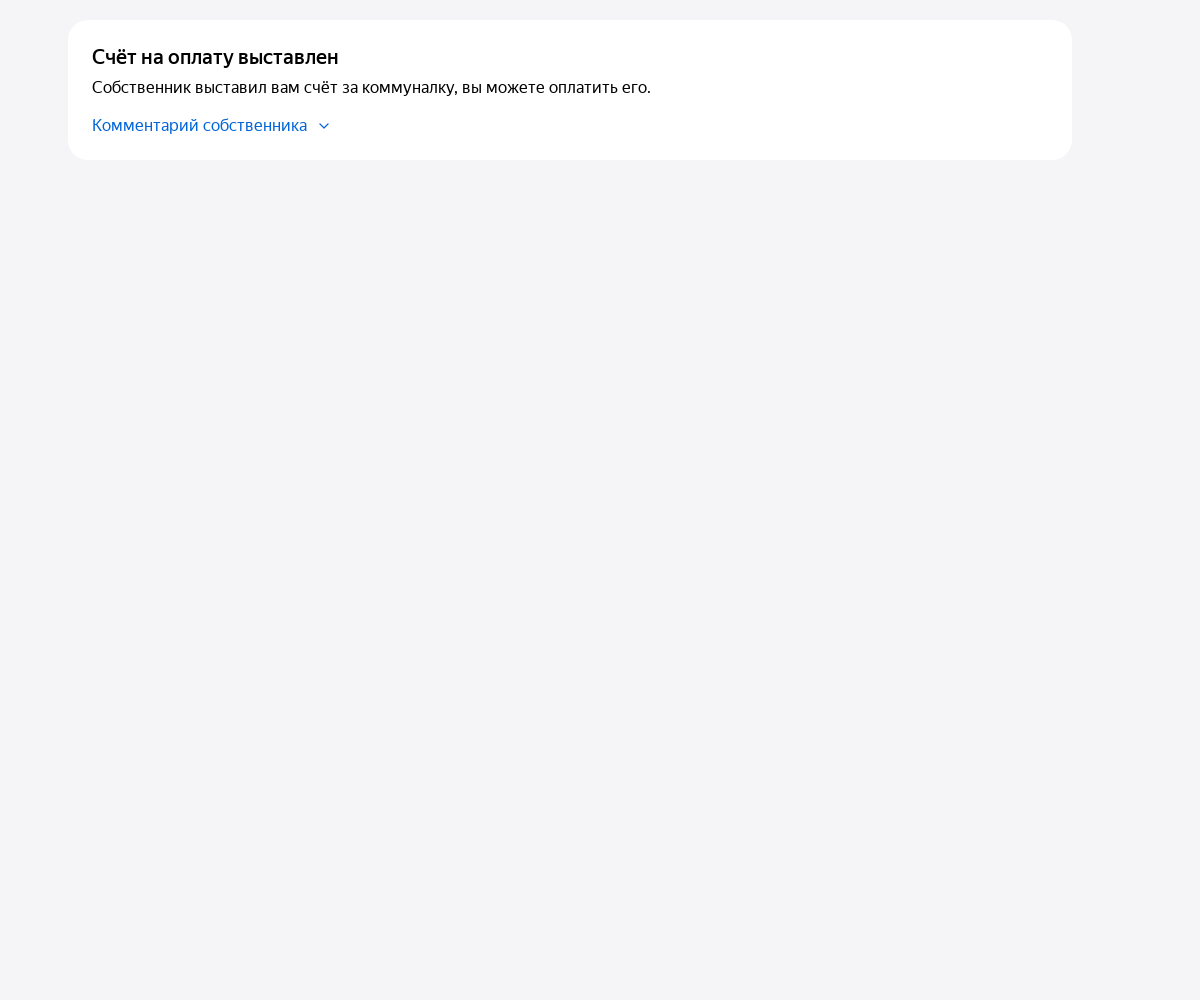 Счёт на оплату выставлен
Собственник выставил вам счёт за коммуналку, вы можете оплатить его.
Комментарий собственника